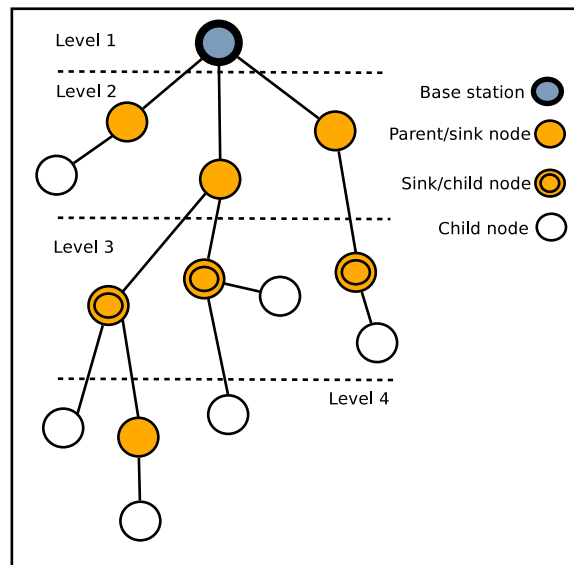 Level 1
Level 2
Base station
Parent/sink node
Sink/child node
Child node
Level 3
Level 4